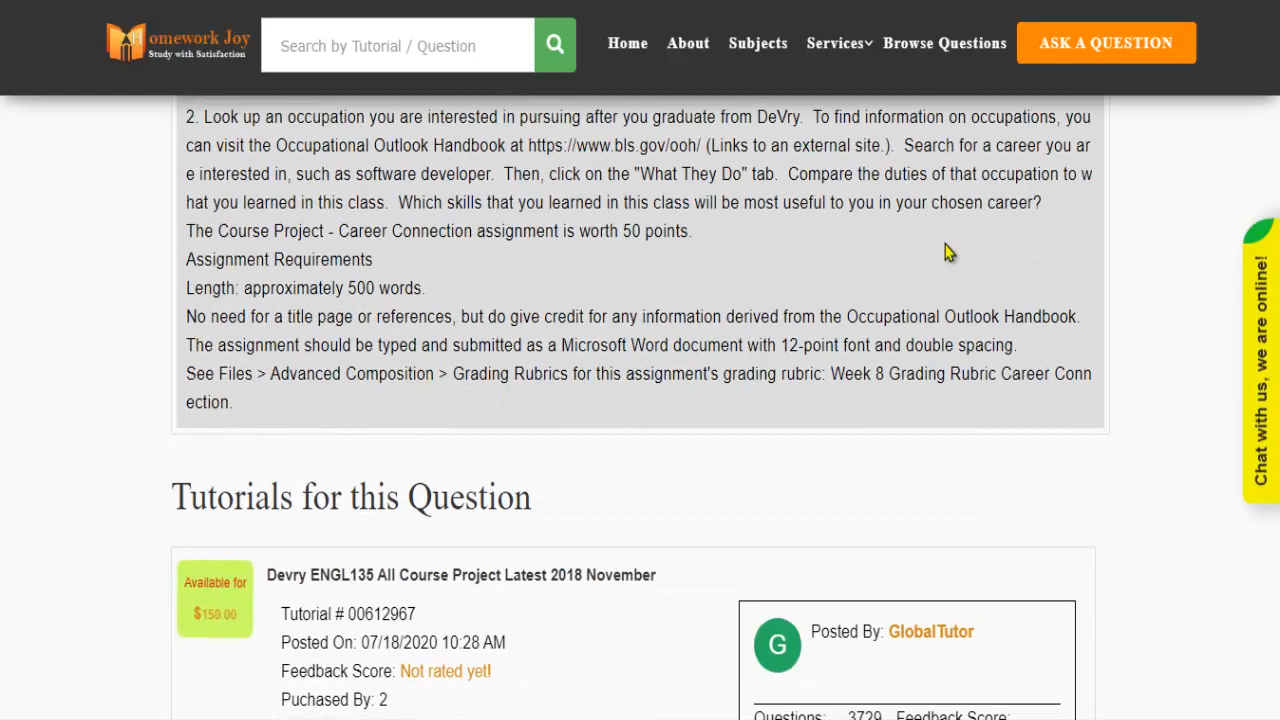 omework Joy
Study with Satisfaction
Search by Tutorial / Question
Home About Subjects Services Browse Questions ASK A QUESTION
2. Look up an occupation you are interested in pursuing after you graduate from DeVry.  To find information on occupations, you
can visit the Occupational Outlook Handbook at https://www.bls.gov/ooh/ (Links to an external site.).  Search for a career you ar
e interested in, such as software developer.  Then, click on the "What They Do" tab.  Compare the duties of that occupation to w
hat you learned in this class.  Which skills that you learned in this class will be most useful to you in your chosen career?
The Course Project - Career Connection assignment is worth 50 points.
Assignment Requirements
Length: approximately 500 words.
No need for a title page or references, but do give credit for any information derived from the Occupational Outlook Handbook.
The assignment should be typed and submitted as a Microsoft Word document with 12-point font and double spacing.
See Files > Advanced Composition > Grading Rubrics for this assignment's grading rubric: Week 8 Grading Rubric Career Conn
ection.
Chat with us, we are online!
Tutorials for this Question
Available for
$150.00
Devry ENGL135 All Course Project Latest 2018 November
Tutorial # 00612967
Posted On: 07/18/2020 10:28 AM
Feedback Score: Not rated yet!
Puchased By: 2
G
Posted By: GlobalTutor
Questions: 3729 Feedback Score: